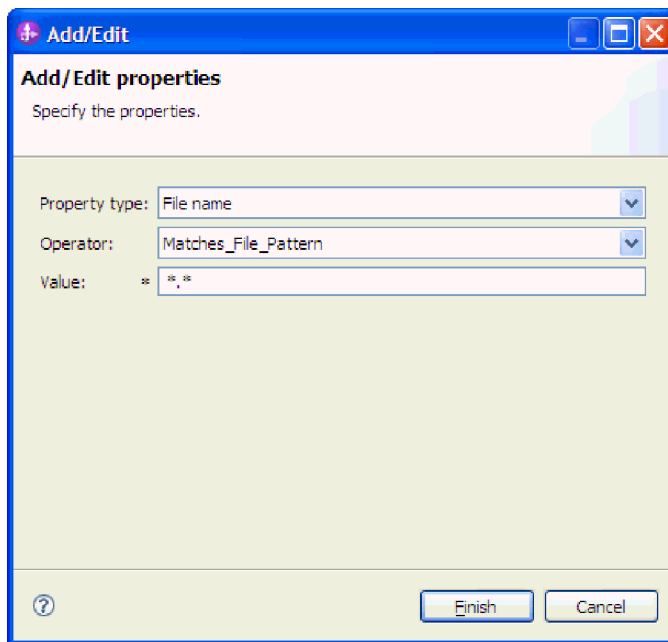 Add/Edit
Add/Edit properties
Specify the properties.
Property type: File name
Operator: Matches_File_Pattern
Value: * *.*
Finish Cancel